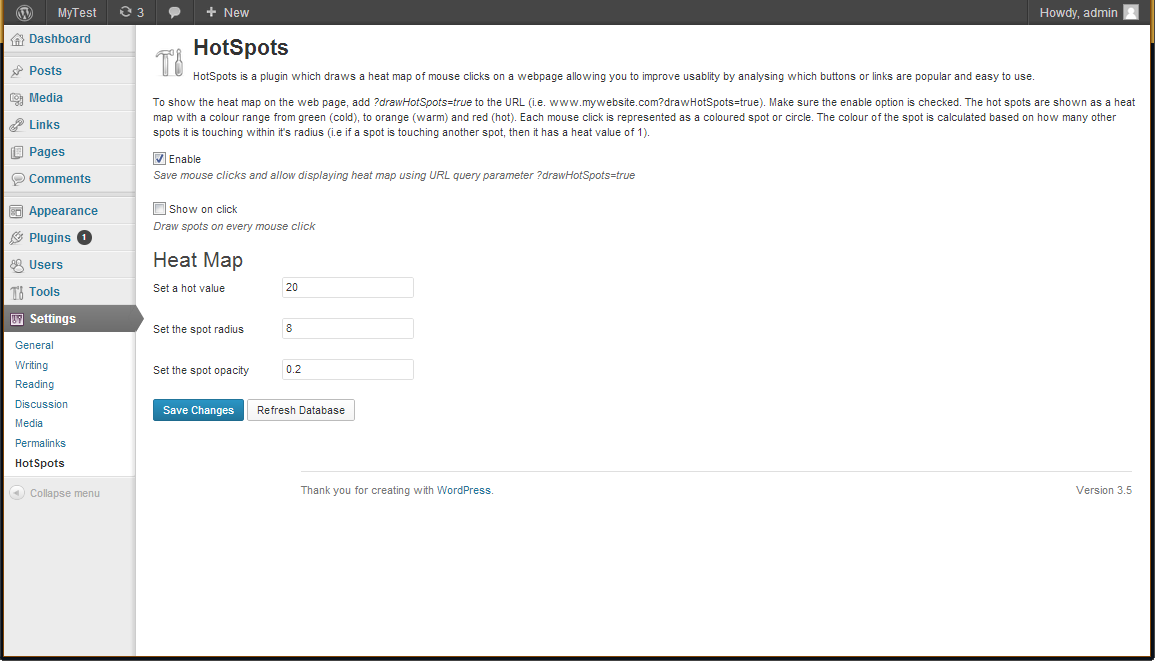 MyTest 3 + New Howdy, admin
Dashboard
Posts
Media
Links
Pages
Comments
Appearance
Plugins 1
Users
Tools
Settings
General
Writing
Reading
Discussion
Media
Permalinks
HotSpots
Collapse menu
HotSpots
HotSpots is a plugin which draws a heat map of mouse clicks on a webpage allowing you to improve usablity by analysing which buttons or links are popular and easy to use.
To show the heat map on the web page, add ?drawHotSpots=true to the URL (i.e. www.mywebsite.com?drawHotSpots=true). Make sure the enable option is checked. The hot spots are shown as a heat
map with a colour range from green (cold), to orange (warm) and red (hot). Each mouse click is represented as a coloured spot or circle. The colour of the spot is calculated based on how many other
spots it is touching within it's radius (i.e if a spot is touching another spot, then it has a heat value of 1).
Enable
Save mouse clicks and allow displaying heat map using URL query parameter ?drawHotSpots=true
Show on click
Draw spots on every mouse click
Heat Map
Set a hot value 20
Set the spot radius 8
Set the spot opacity 0.2
Save Changes Refresh Database
Thank you for creating with WordPress. Version 3.5